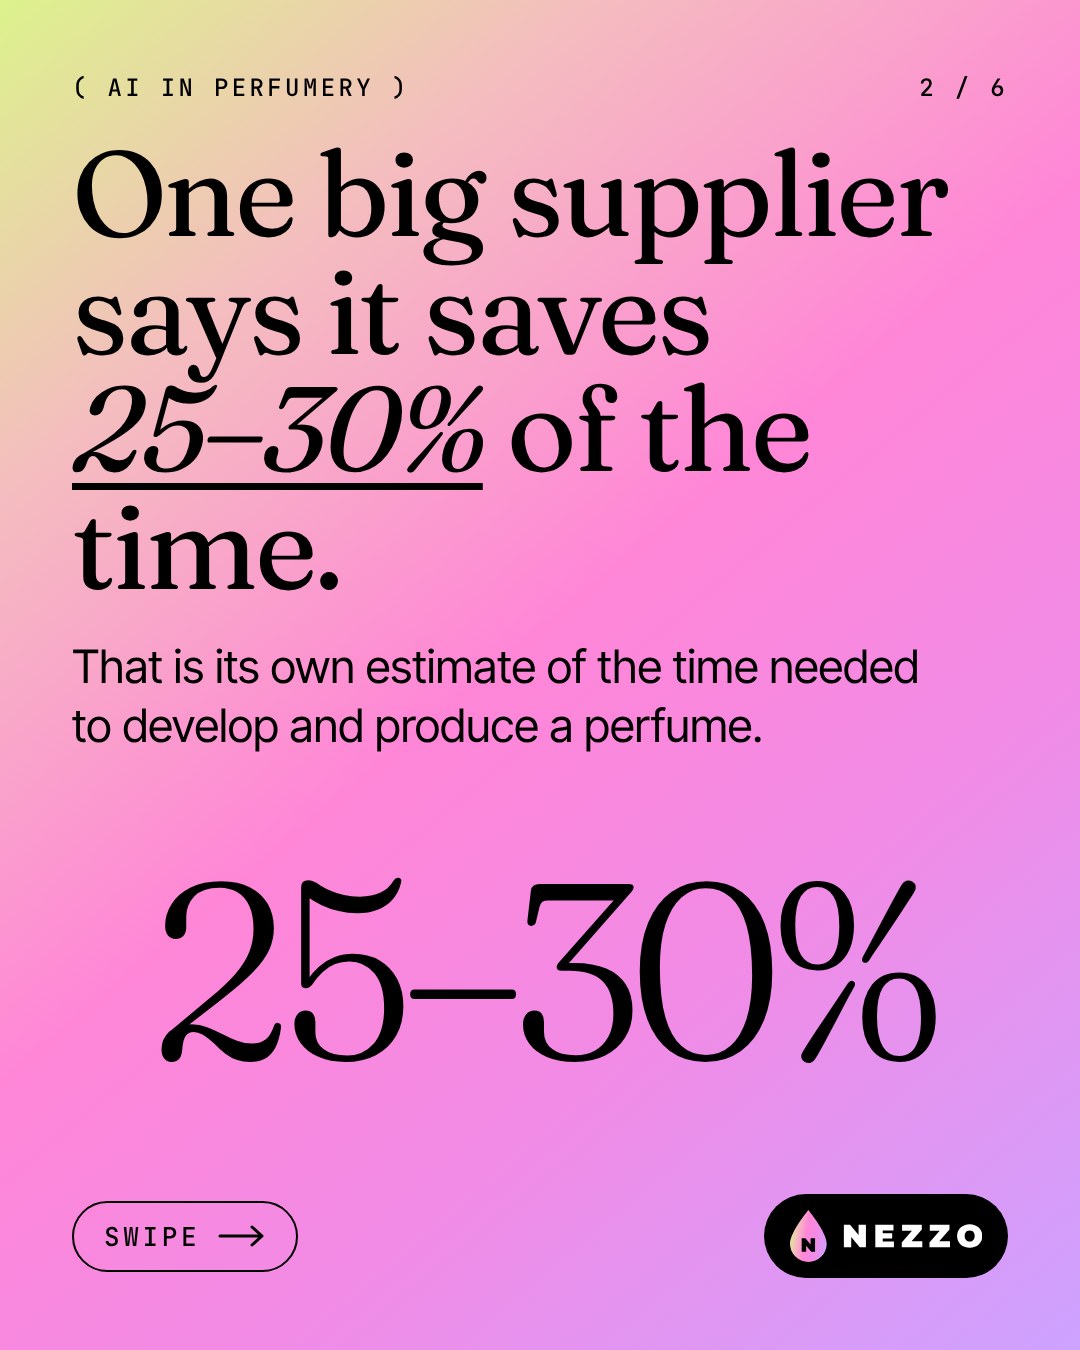 ( AI IN PERFUMERY )
2 / 6
One big supplier
says it saves
25–30% of the
time.
That is its own estimate of the time needed
to develop and produce a perfume.
25–30%
SWIPE →
N NEZZO